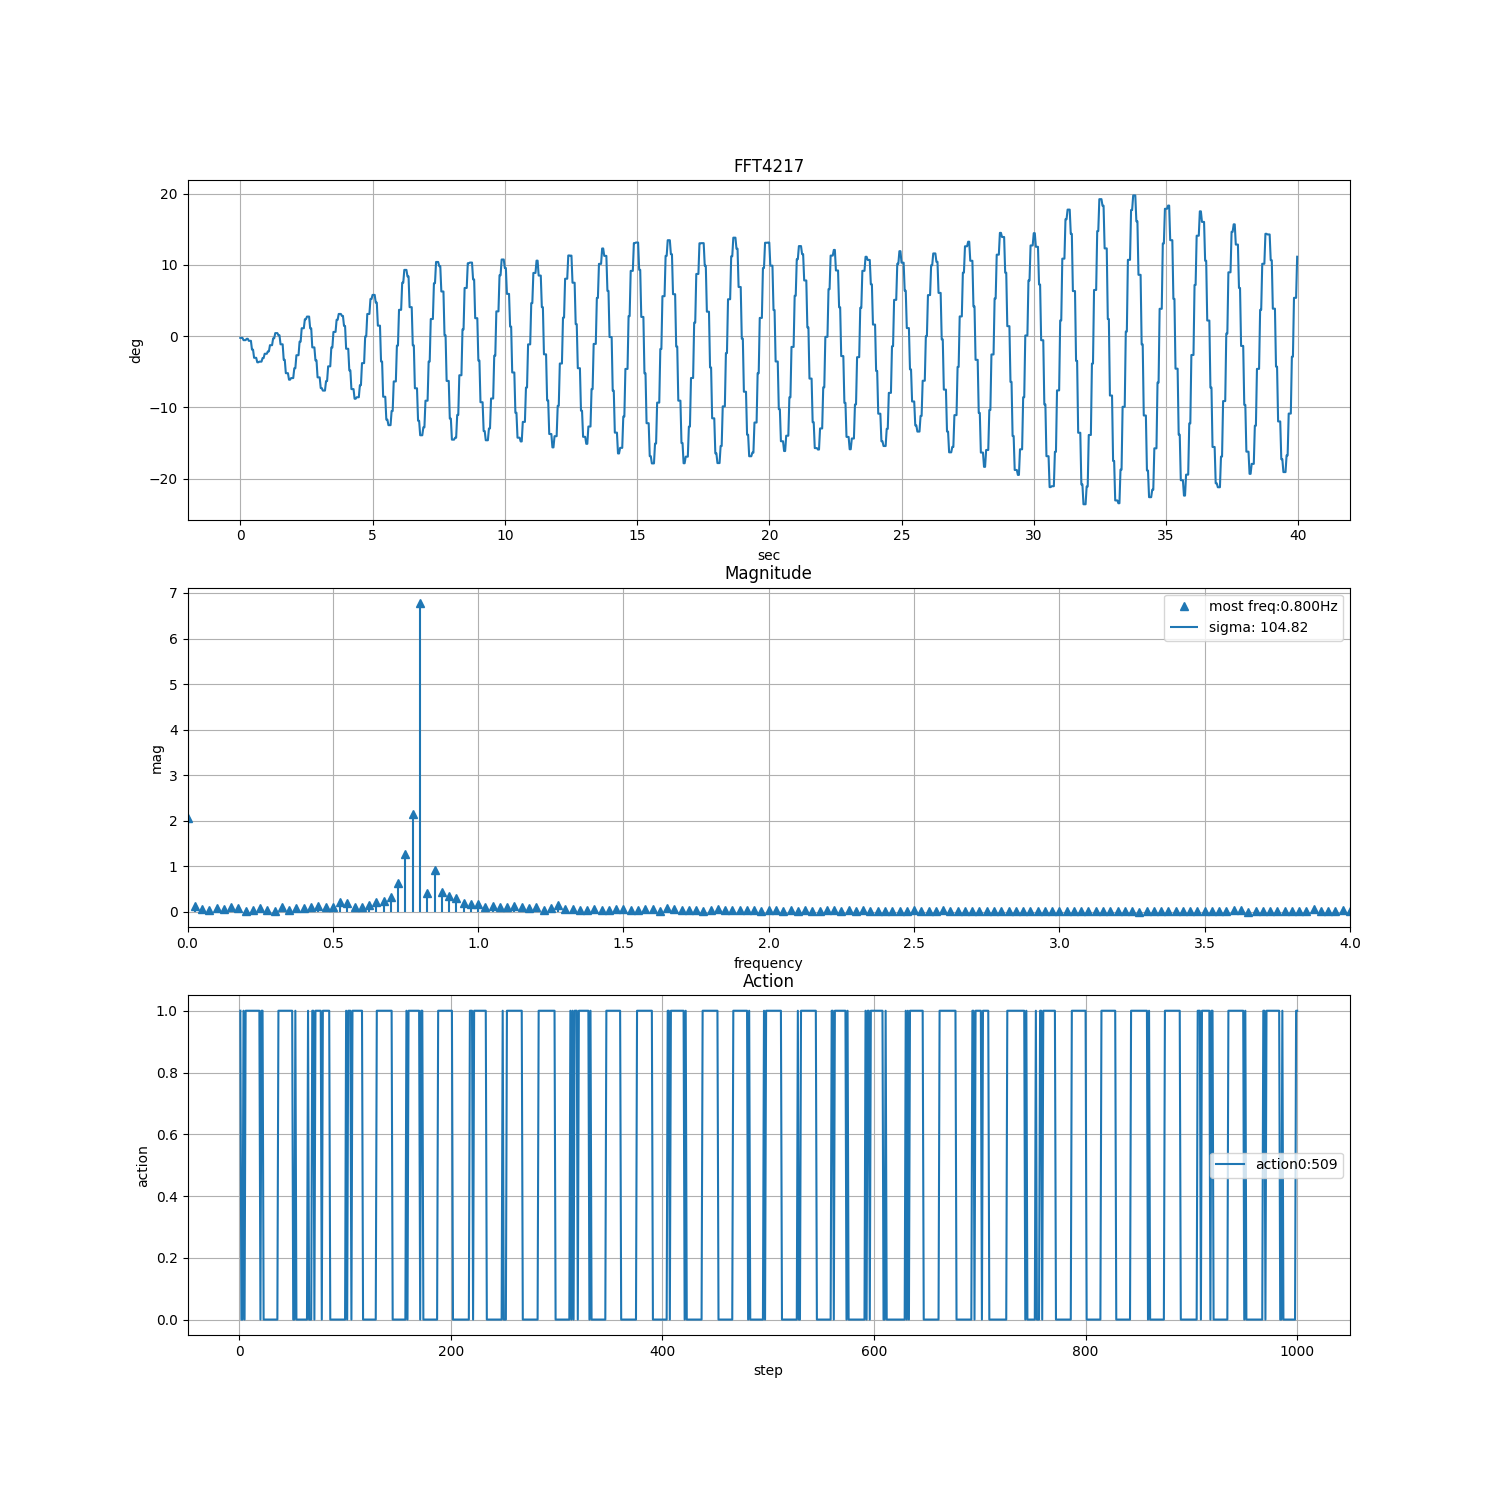 FFT4217
20
10
0
−10
−20
deg
0 5 10 15 20 25 30 35 40
sec
Magnitude
7
6
5
4
3
2
1
0
mag
most freq:0.800Hz
sigma: 104.82
0.0 0.5 1.0 1.5 2.0 2.5 3.0 3.5 4.0
frequency
Action
1.0
0.8
0.6
0.4
0.2
0.0
action
action0:509
0 200 400 600 800 1000
step